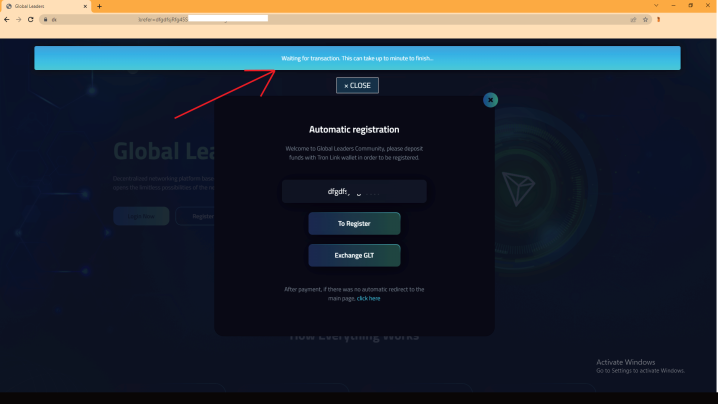 Global Leaders
Waiting for transaction. This can take up to minute to finish...
× CLOSE
Automatic registration
Welcome to Global Leaders Community, please deposit
funds with Tron Link wallet in order to be registered.
Global Lea
To Register
Register
Exchange GLT
After payment, if there was no automatic redirect to the
main page, click here
How Everything Works
Activate Windows
Go to Settings to activate Windows.